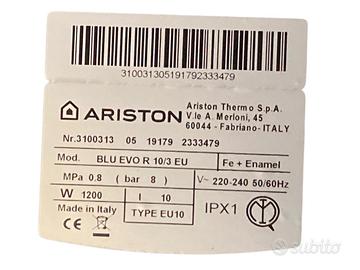 310031305191792333479
ARISTON
Ariston Thermo S.p.A.
V.le A. Merloni, 45
60044 - Fabriano- ITALY
Nr.3100313 05 19179 2333479
Mod. BLU EVO R 10/3 EU Fe + Enamel
MPa 0.8 ( bar 8 ) V~ 220-240 50/60Hz
W 1200 l 10
Made in Italy TYPE EU10 IPX1
CE
subito